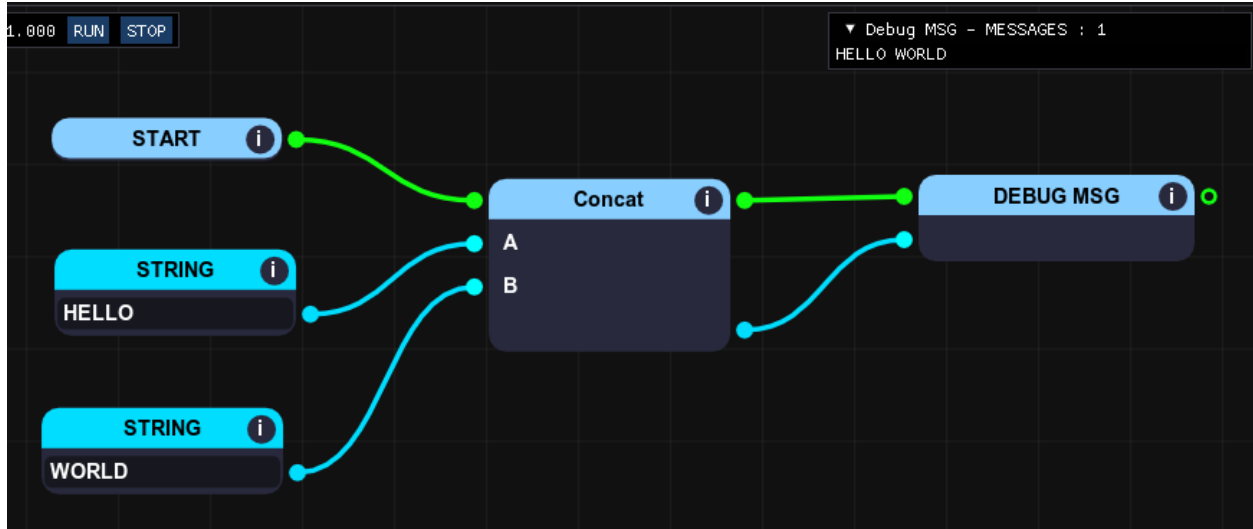 1.000 RUN STOP
▼ Debug MSG - MESSAGES : 1
HELLO WORLD
START i
Concat i
A
B
DEBUG MSG i
STRING i
HELLO
STRING i
WORLD